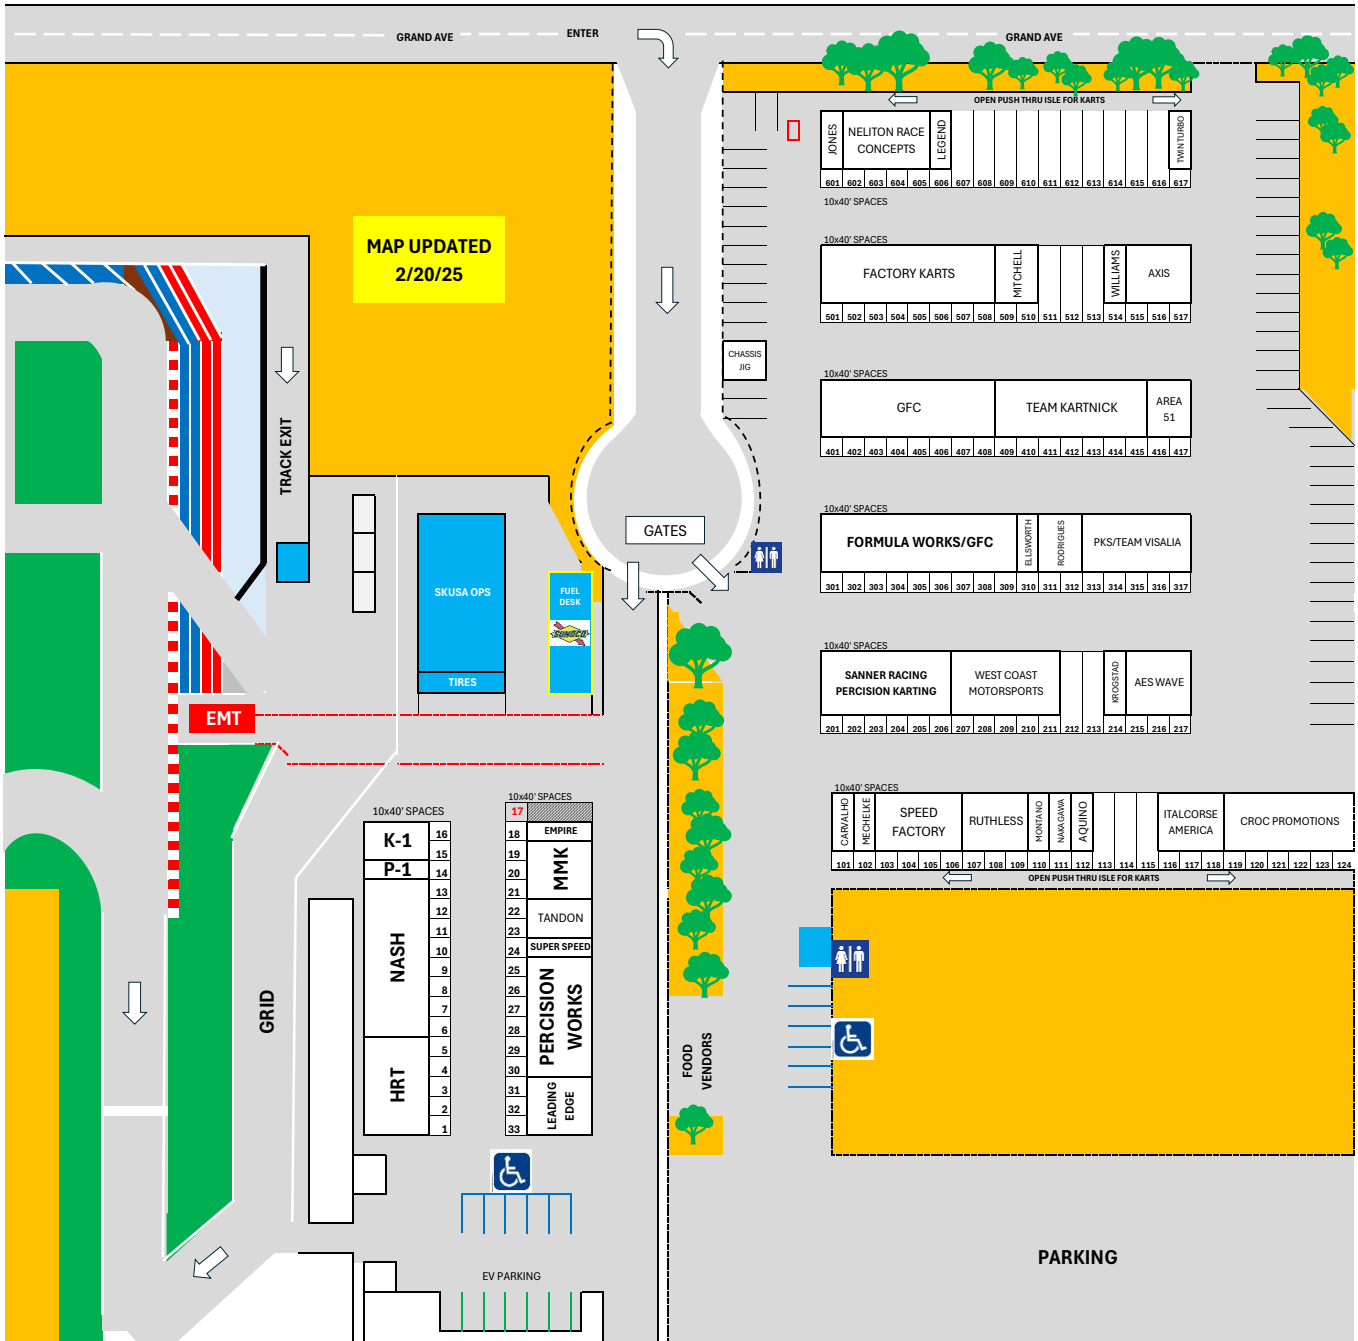 GRAND AVE
ENTER
GRAND AVE
OPEN PUSH THRU ISLE FOR KARTS
JONES
NELITON RACE
CONCEPTS
LEGEND
TWIN TURBO
601 602 603 604 605 606 607 608 609 610 611 612 613 614 615 616 617
10x40' SPACES
MAP UPDATED
2/20/25
10x40' SPACES
FACTORY KARTS
MITCHELL
WILLIAMS
AXIS
501 502 503 504 505 506 507 508 509 510 511 512 513 514 515 516 517
CHASSIS
JIG
10x40' SPACES
GFC
TEAM KARTNICK
AREA
51
401 402 403 404 405 406 407 408 409 410 411 412 413 414 415 416 417
TRACK EXIT
GATES
10x40' SPACES
FORMULA WORKS/GFC
ELLSWORTH
RODRIGUES
PKS/TEAM VISALIA
301 302 303 304 305 306 307 308 309 310 311 312 313 314 315 316 317
SKUSA OPS
FUEL
DESK
SUNOCO
TIRES
EMT
10x40' SPACES
SANNER RACING
PERCISION KARTING
WEST COAST
MOTORSPORTS
KROGSTAD
AES WAVE
201 202 203 204 205 206 207 208 209 210 211 212 213 214 215 216 217
10x40' SPACES
CARVALHO
MECHELKE
SPEED
FACTORY
RUTHLESS
MONTANO
NAKAGAWA
AQUINO
ITALCORSE
AMERICA
CROC PROMOTIONS
101 102 103 104 105 106 107 108 109 110 111 112 113 114 115 116 117 118 119 120 121 122 123 124
OPEN PUSH THRU ISLE FOR KARTS
10x40' SPACES
K-1
P-1
NASH
HRT
16
15
14
13
12
11
10
9
8
7
6
5
4
3
2
1
10x40' SPACES
17
18
19
20
21
22
23
24
25
26
27
28
29
30
31
32
33
EMPIRE
MMK
TANDON
SUPER SPEED
PERCISION
WORKS
LEADING
EDGE
GRID
FOOD
VENDORS
EV PARKING
PARKING